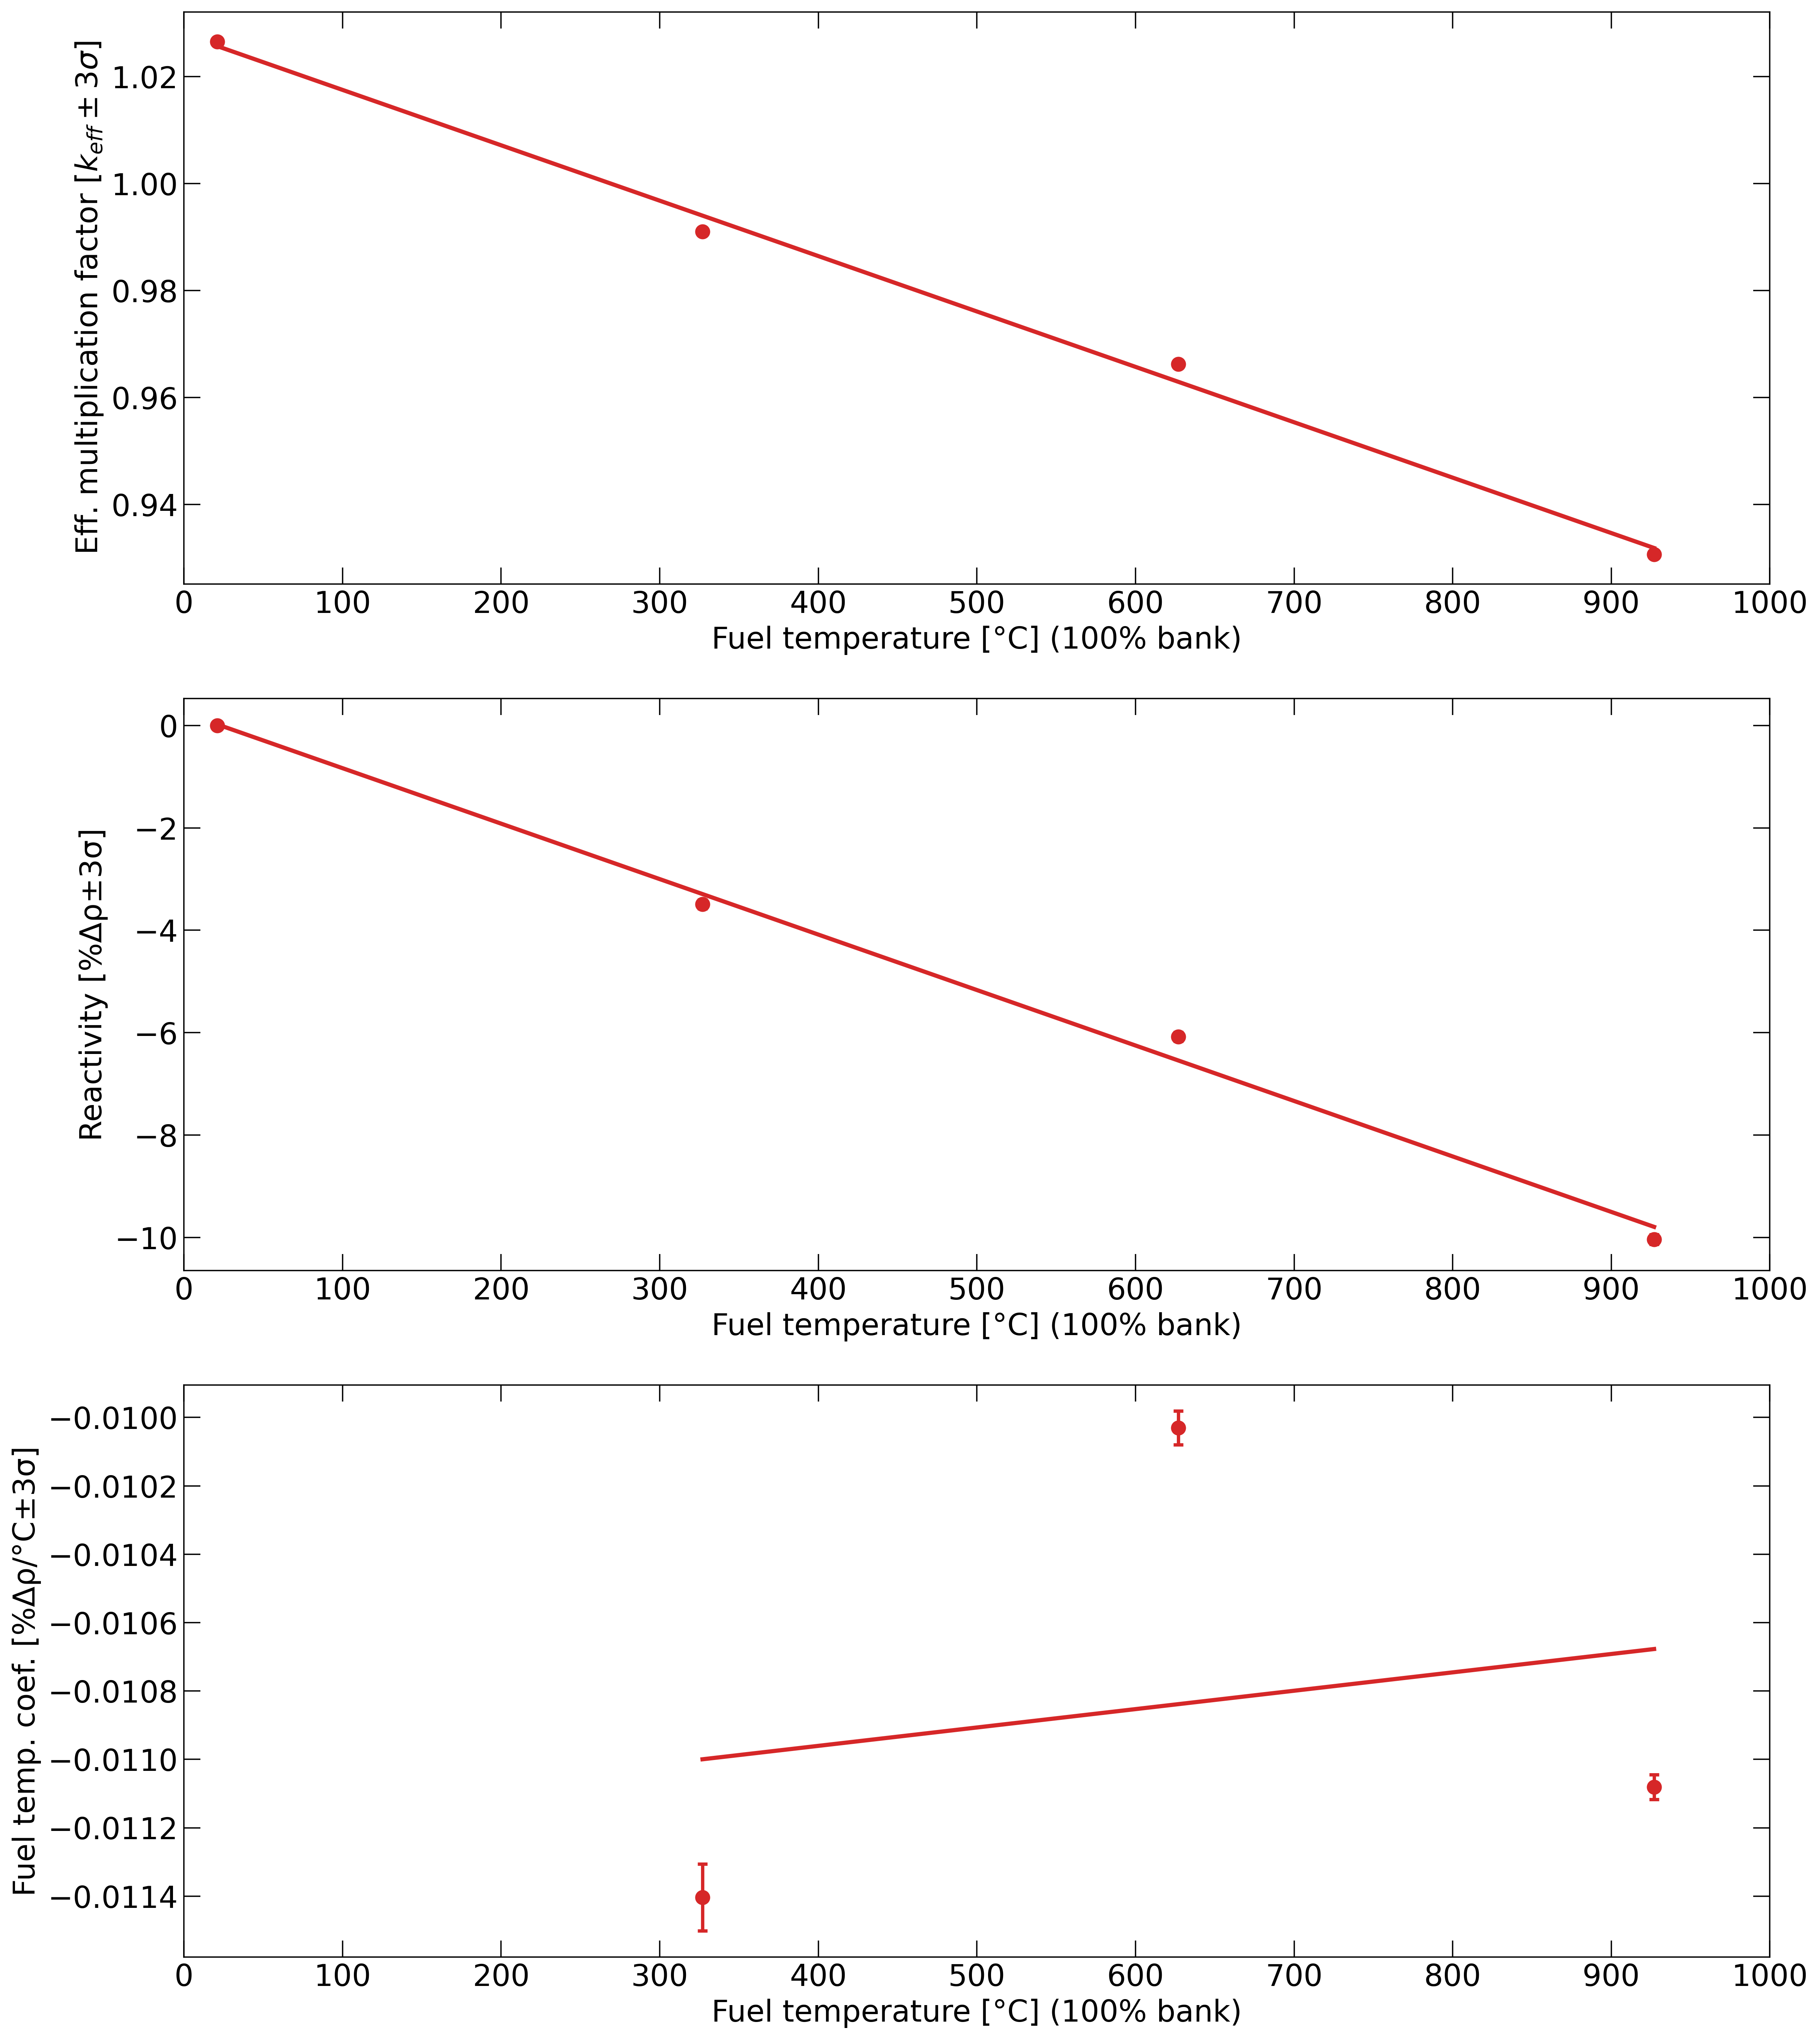 Eff. multiplication factor [k_eff ± 3σ]
1.02
1.00
0.98
0.96
0.94
0 100 200 300 400 500 600 700 800 900 1000
Fuel temperature [°C] (100% bank)
Reactivity [%Δρ±3σ]
0
−2
−4
−6
−8
−10
0 100 200 300 400 500 600 700 800 900 1000
Fuel temperature [°C] (100% bank)
Fuel temp. coef. [%Δρ/°C±3σ]
−0.0100
−0.0102
−0.0104
−0.0106
−0.0108
−0.0110
−0.0112
−0.0114
0 100 200 300 400 500 600 700 800 900 1000
Fuel temperature [°C] (100% bank)